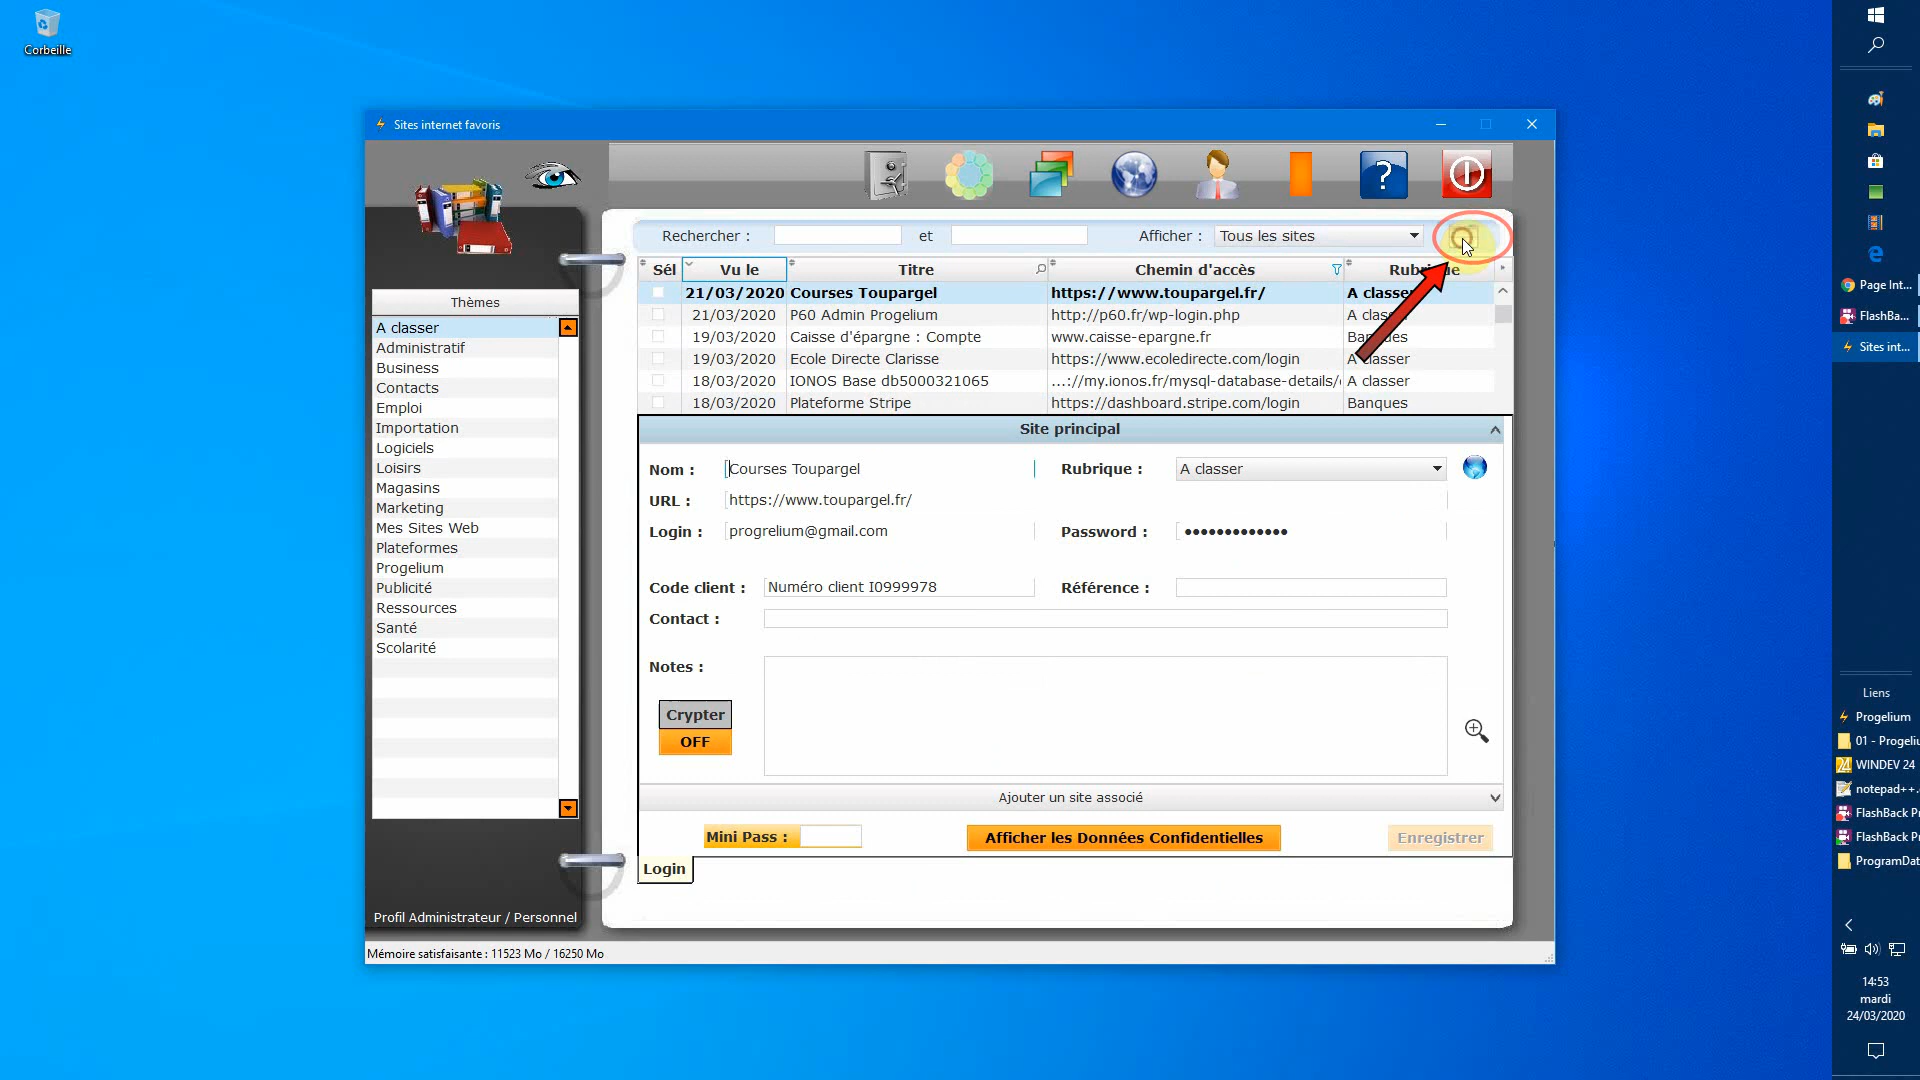 Corbeille
Sites internet favoris
Rechercher : et Afficher : Tous les sites
Sél Vu le Titre Chemin d'accès Rubrique
21/03/2020 Courses Toupargel https://www.toupargel.fr/ A classer
21/03/2020 P60 Admin Progelium http://p60.fr/wp-login.php A classer
19/03/2020 Caisse d'épargne : Compte www.caisse-epargne.fr Banques
19/03/2020 Ecole Directe Clarisse https://www.ecoledirecte.com/login A classer
18/03/2020 IONOS Base db5000321065 ...://my.ionos.fr/mysql-database-details/ A classer
18/03/2020 Plateforme Stripe https://dashboard.stripe.com/login Banques
Thèmes
A classer
Administratif
Business
Contacts
Emploi
Importation
Logiciels
Loisirs
Magasins
Marketing
Mes Sites Web
Plateformes
Progelium
Publicité
Ressources
Santé
Scolarité
Profil Administrateur / Personnel
Site principal
Nom : Courses Toupargel Rubrique : A classer
URL : https://www.toupargel.fr/
Login : progrelium@gmail.com Password : •••••••••••••
Code client : Numéro client I0999978 Référence :
Contact :
Notes :
Crypter
OFF
Ajouter un site associé
Mini Pass : Afficher les Données Confidentielles Enregistrer
Login
Mémoire satisfaisante : 11523 Mo / 16250 Mo
Page Int...
FlashBa...
Sites int...
Liens
Progelium
01 - Progeliu
WINDEV 24
notepad++.
FlashBack Pr
FlashBack Pr
ProgramDat
14:53
mardi
24/03/2020